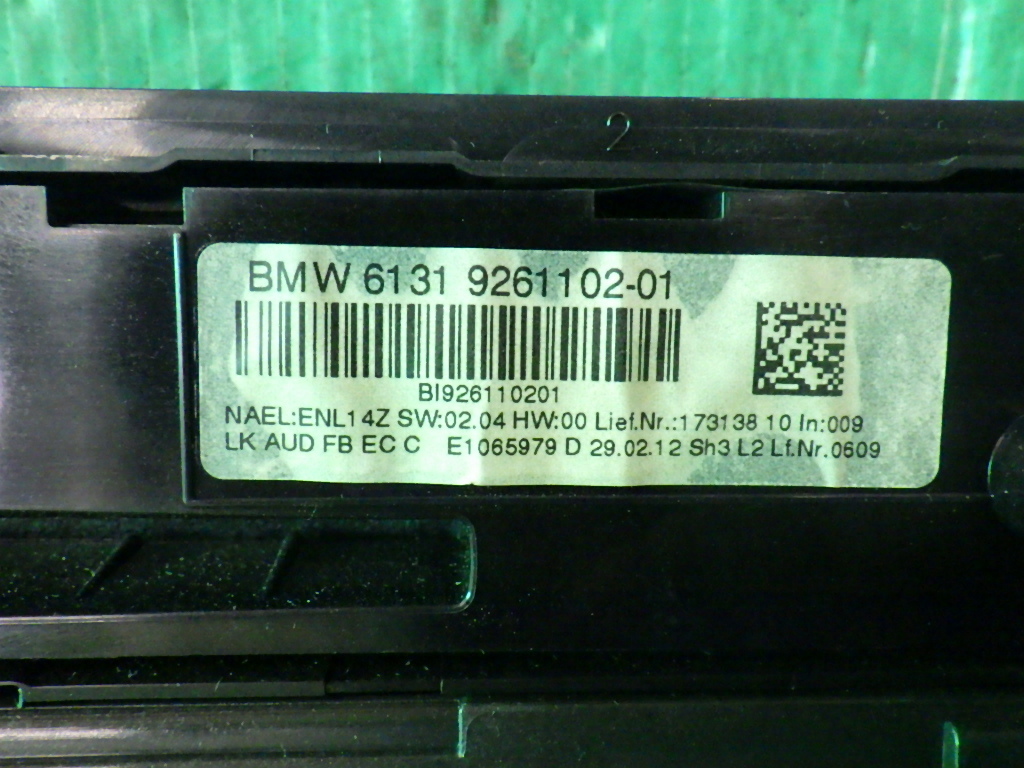 2
BMW 6131 9261102-01
BI926110201
NAEL:ENL14Z SW:02.04 HW:00 Lief.Nr.:173138 10 In:009
LK AUD FB EC C E1065979 D 29.02.12 Sh3 L2 Lf.Nr.0609